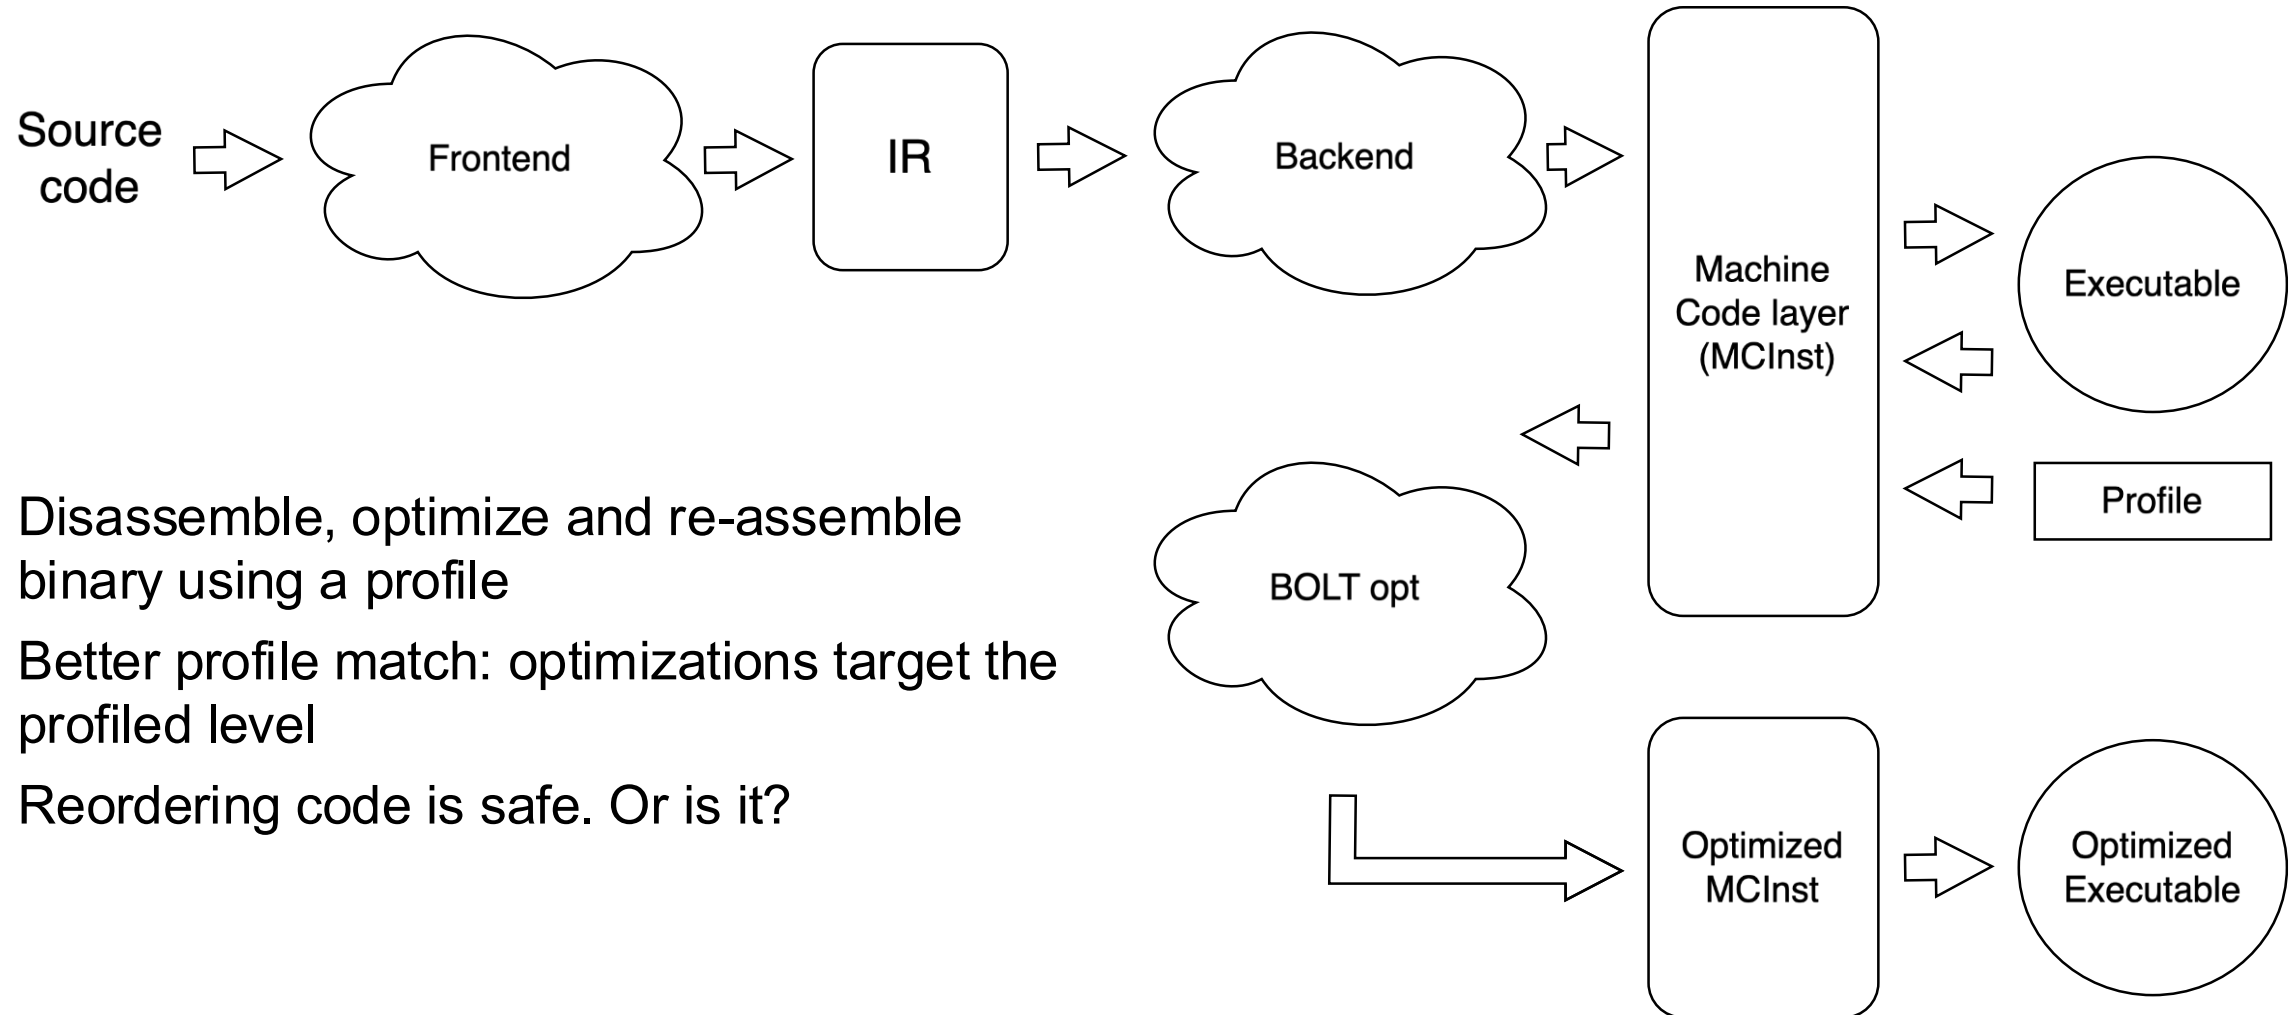 Source
code
Frontend
IR
Backend
Machine
Code layer
(MCInst)
Executable
Profile
Disassemble, optimize and re-assemble
binary using a profile
Better profile match: optimizations target the
profiled level
Reordering code is safe. Or is it?
BOLT opt
Optimized
MCInst
Optimized
Executable